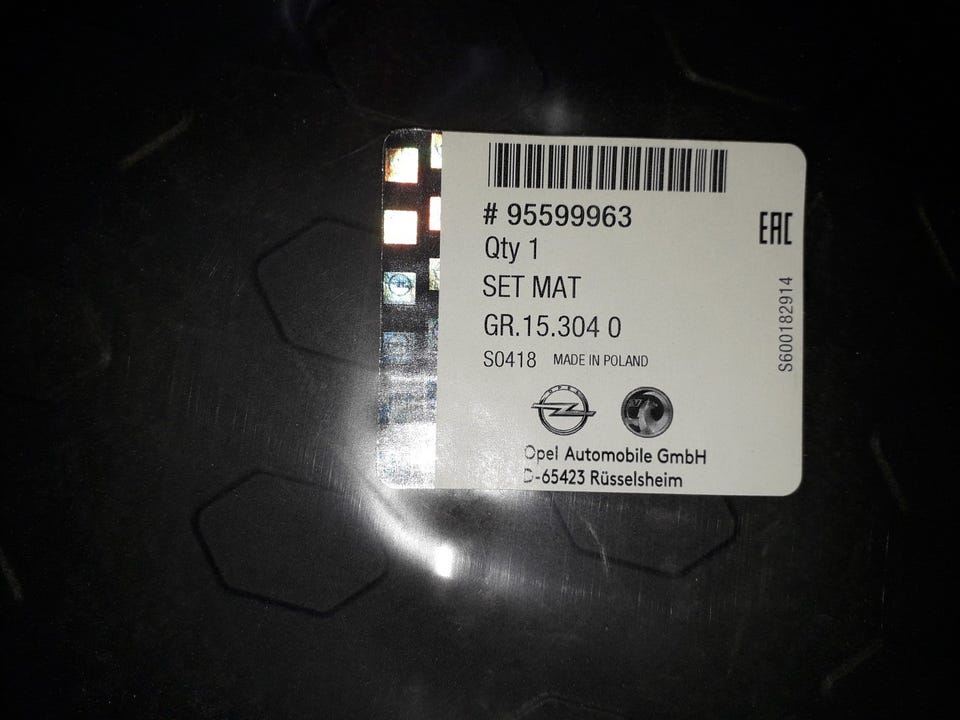 # 95599963
Qty 1
SET MAT
GR.15.304 0
S0418 MADE IN POLAND
OPEL
Opel Automobile GmbH
D-65423 Rüsselsheim
EAC
S600182914